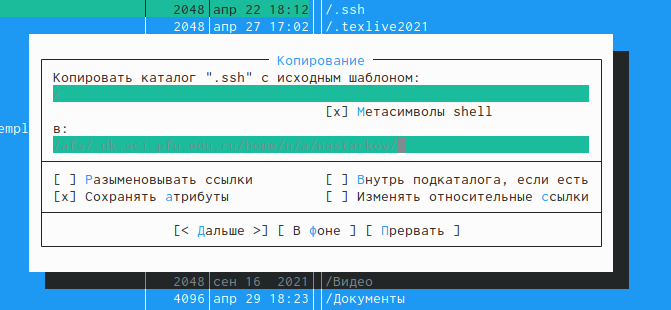 2048 апр 22 18:12 /.ssh
2048 апр 27 17:02 /.texlive2021
Копирование
Копировать каталог ".ssh" с исходным шаблоном:
[x] Метасимволы shell
empl
в:
[ ] Разыменовывать ссылки [ ] Внутрь подкаталога, если есть
[x] Сохранять атрибуты [ ] Изменять относительные ссылки
[< Дальше >] [ В фоне ] [ Прервать ]
2048 сен 16 2021 /Видео
4096 апр 29 18:23 /Документы